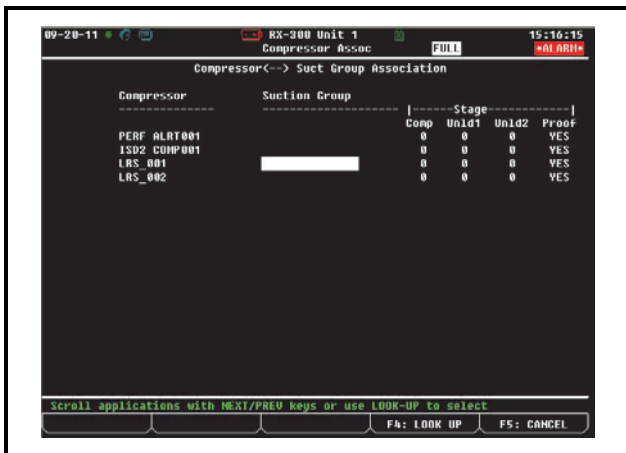 09-20-11 RX-300 Unit 1 15:16:15
Compressor Assoc FULL *ALARM*
Compressor<--> Suct Group Association
Compressor Suction Group
-------------- -------------------- |------Stage-----------|
Comp Unld1 Unld2 Proof
PERF ALRT001 0 0 0 YES
ISD2 COMP001 0 0 0 YES
LRS_001 0 0 0 YES
LRS_002 0 0 0 YES
Scroll applications with NEXT/PREV keys or use LOOK-UP to select
F4: LOOK UP F5: CANCEL